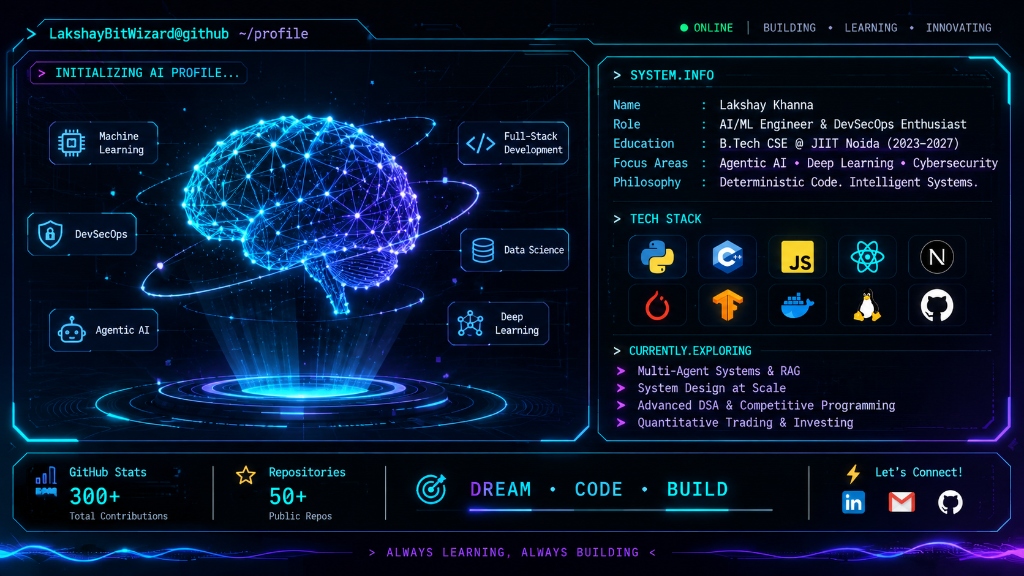 > LakshayBitWizard@github ~/profile
ONLINE | BUILDING • LEARNING • INNOVATING
> INITIALIZING AI PROFILE...
Machine
Learning
DevSecOps
Agentic AI
</> Full-Stack
Development
Data Science
Deep
Learning
> SYSTEM.INFO
Name : Lakshay Khanna
Role : AI/ML Engineer & DevSecOps Enthusiast
Education : B.Tech CSE @ JIIT Noida (2023-2027)
Focus Areas : Agentic AI • Deep Learning • Cybersecurity
Philosophy : Deterministic Code. Intelligent Systems.
> TECH STACK
C++
JS
N
> CURRENTLY.EXPLORING
Multi-Agent Systems & RAG
System Design at Scale
Advanced DSA & Competitive Programming
Quantitative Trading & Investing
GitHub Stats
300+
Total Contributions
Repositories
50+
Public Repos
DREAM • CODE • BUILD
Let's Connect!
in
> ALWAYS LEARNING, ALWAYS BUILDING <